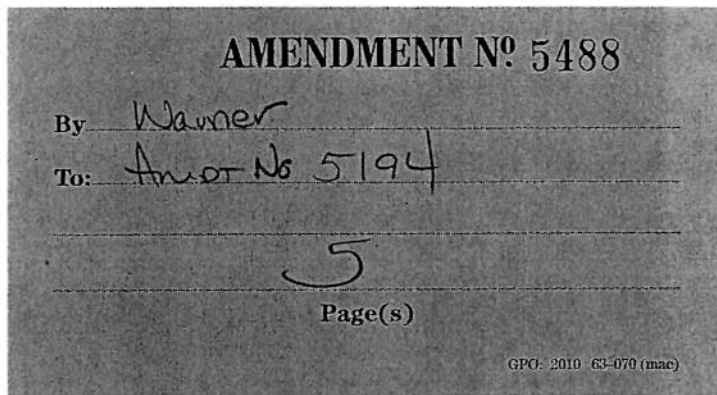 AMENDMENT Nº 5488
By Warner
To: Amdt No 5194
5
Page(s)
GPO: 2010 63-070 (mac)